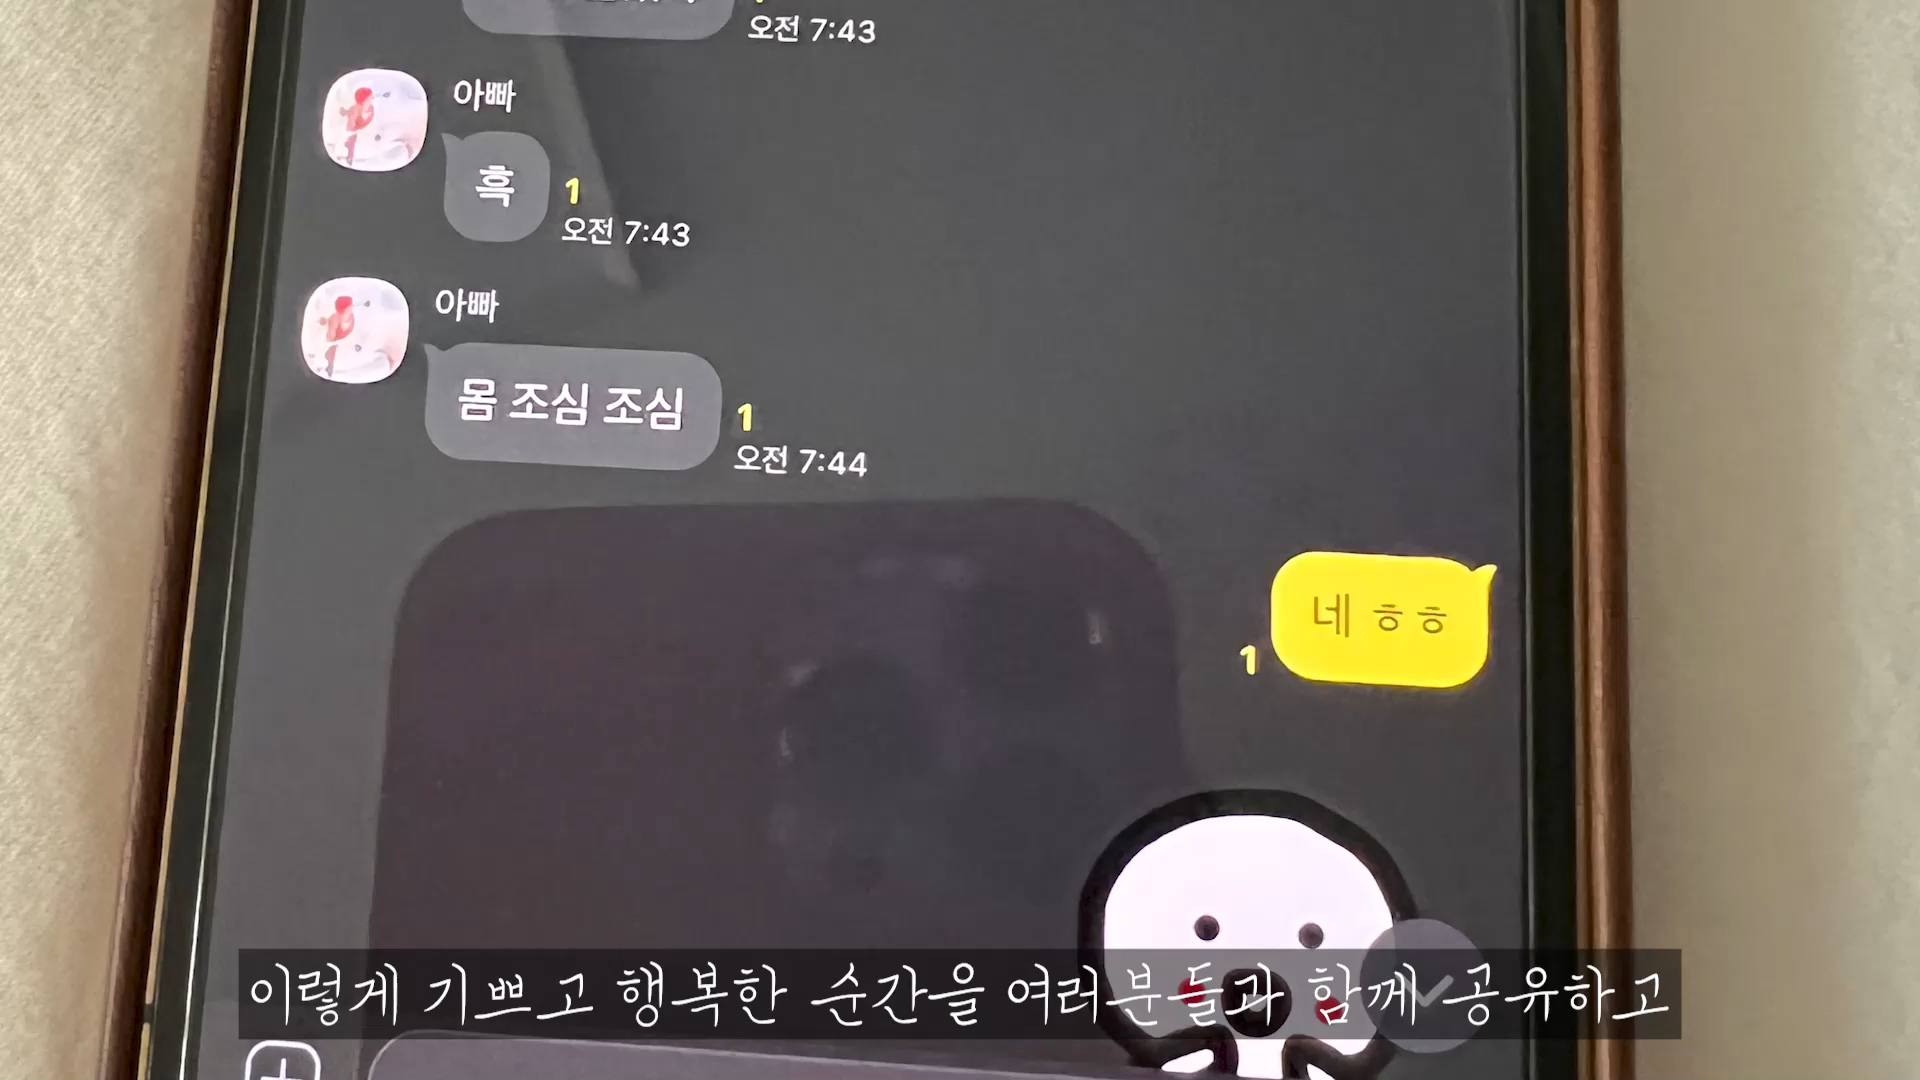 오전 7:43
아빠
흑
1
오전 7:43
아빠
몸 조심 조심
1
오전 7:44
네 ㅎㅎ
1
이렇게 기쁘고 행복한 순간을 여러분들과 함께 공유하고